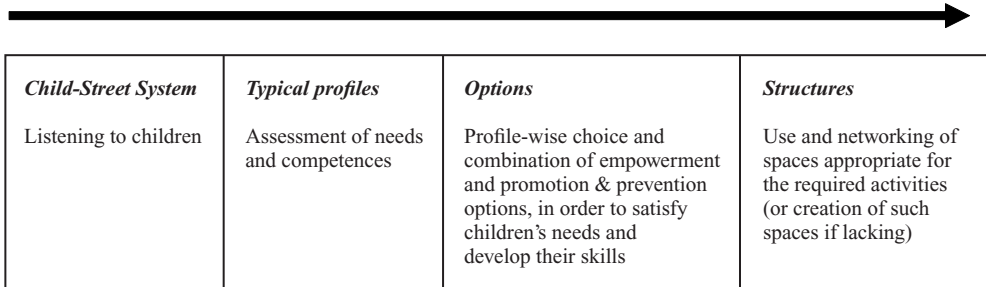 Child-Street System
Listening to children
Typical profiles
Assessment of needs
and competences
Options
Profile-wise choice and
combination of empowerment
and promotion & prevention
options, in order to satisfy
children's needs and
develop their skills
Structures
Use and networking of
spaces appropriate for
the required activities
(or creation of such
spaces if lacking)